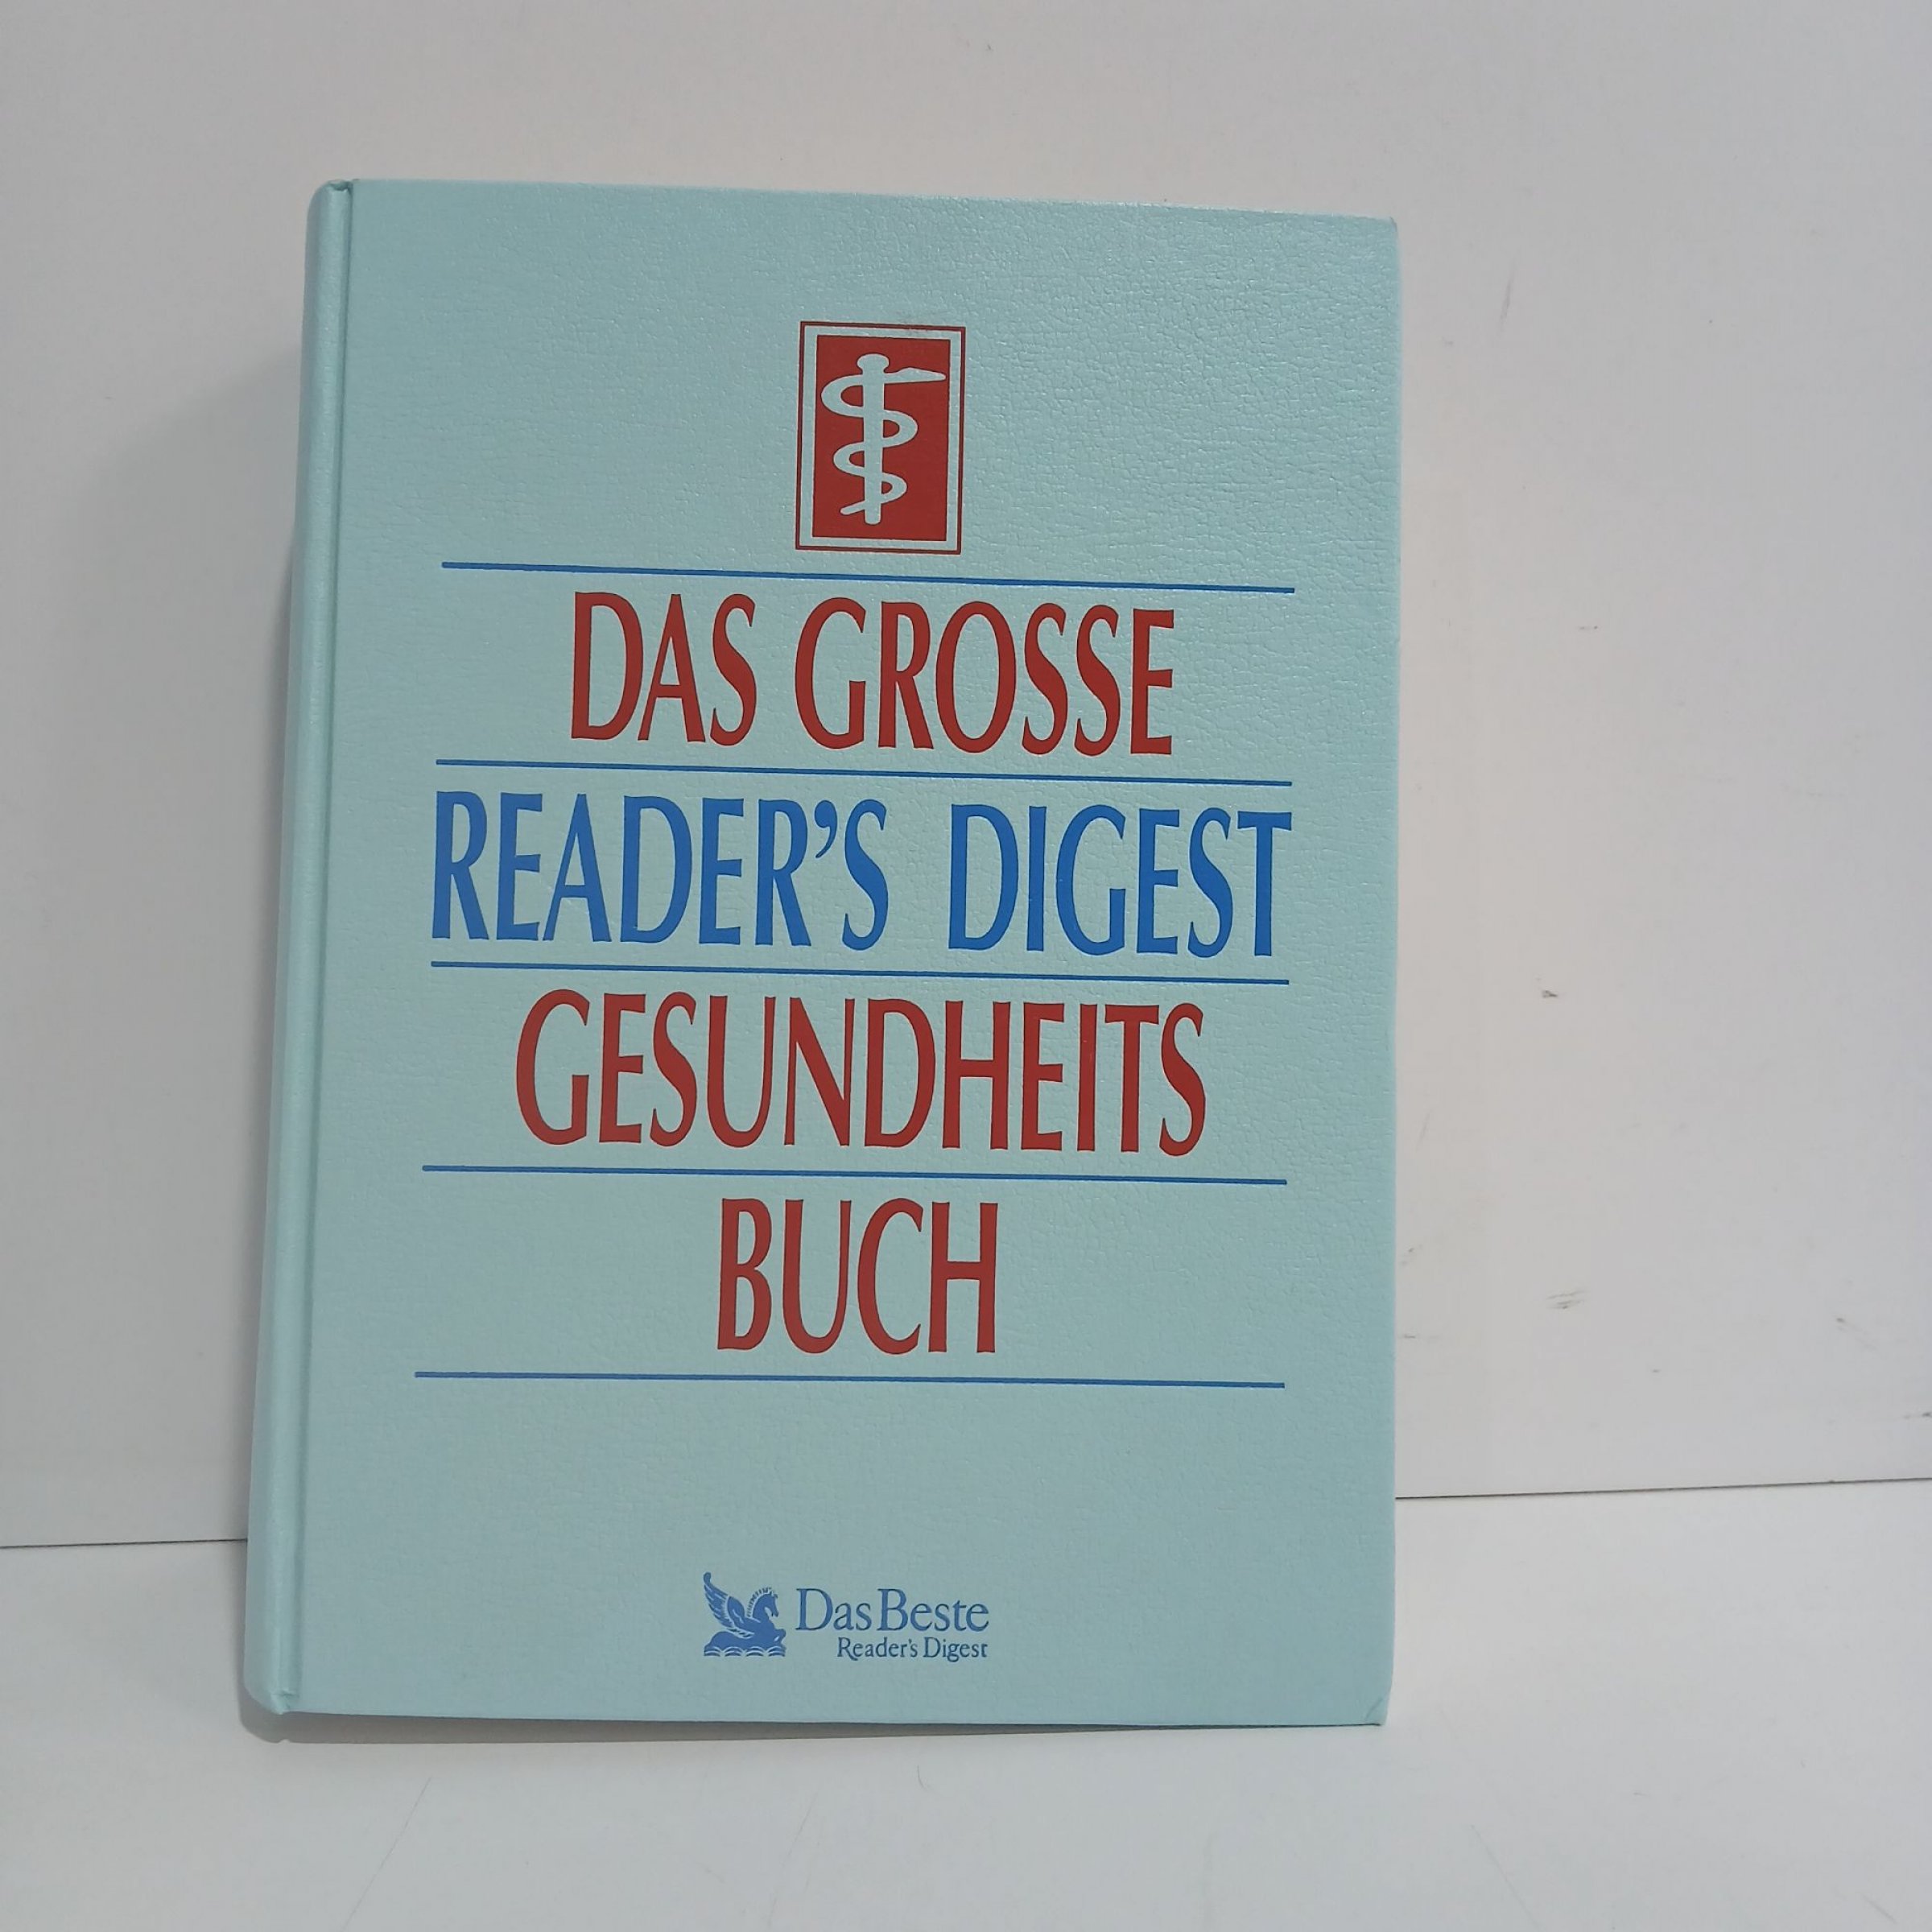 DAS GROSSE
READER’S DIGEST
GESUNDHEITS
BUCH
Das Beste
Reader's Digest